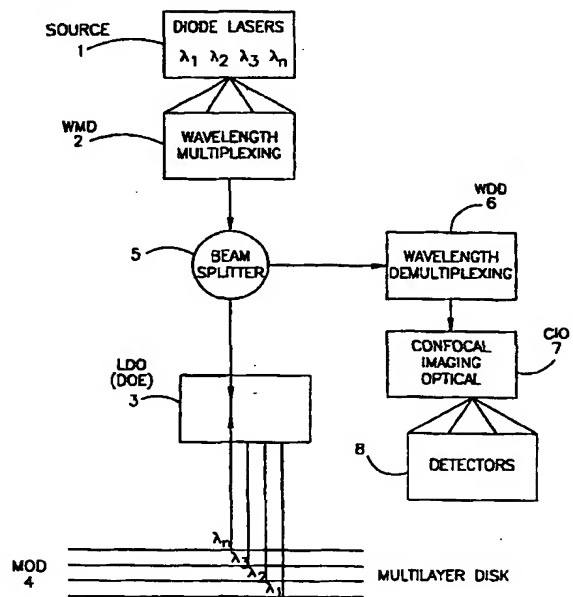 SOURCE
1
DIODE LASERS
λ1 λ2 λ3 λn
WMD
2
WAVELENGTH
MULTIPLEXING
5
BEAM
SPLITTER
WDD
6
WAVELENGTH
DEMULTIPLEXING
LDO
(DOE)
3
CONFOCAL
IMAGING
OPTICAL
CIO
7
8
DETECTORS
MOD
4
λn
λ3
λ2
λ1
MULTILAYER DISK